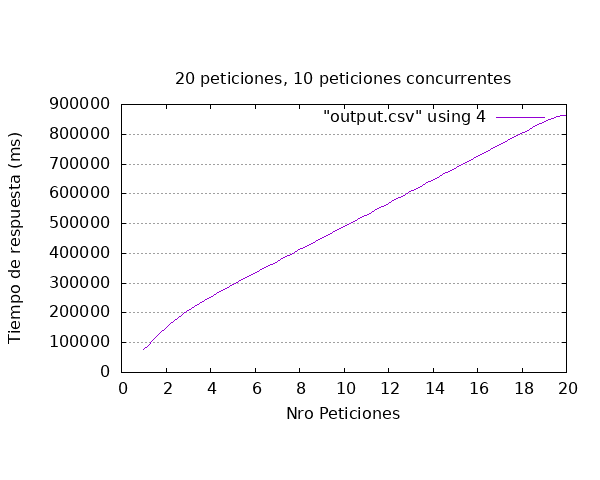 20 peticiones, 10 peticiones concurrentes
"output.csv" using 4
900000
800000
700000
600000
500000
400000
300000
200000
100000
0
Tiempo de respuesta (ms)
0 2 4 6 8 10 12 14 16 18 20
Nro Peticiones